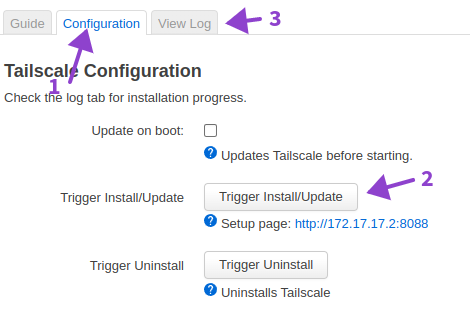 Guide Configuration View Log 3
Tailscale Configuration
1
Check the log tab for installation progress.
Update on boot:
? Updates Tailscale before starting.
Trigger Install/Update Trigger Install/Update 2
? Setup page: http://172.17.17.2:8088
Trigger Uninstall Trigger Uninstall
? Uninstalls Tailscale